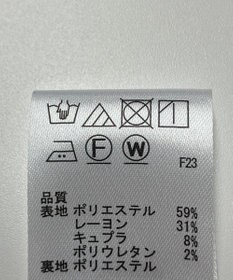 F W F23
品質
表地 ポリエステル 59%
レーヨン 31%
キュプラ 8%
ポリウレタン 2%
裏地 ポリエステル